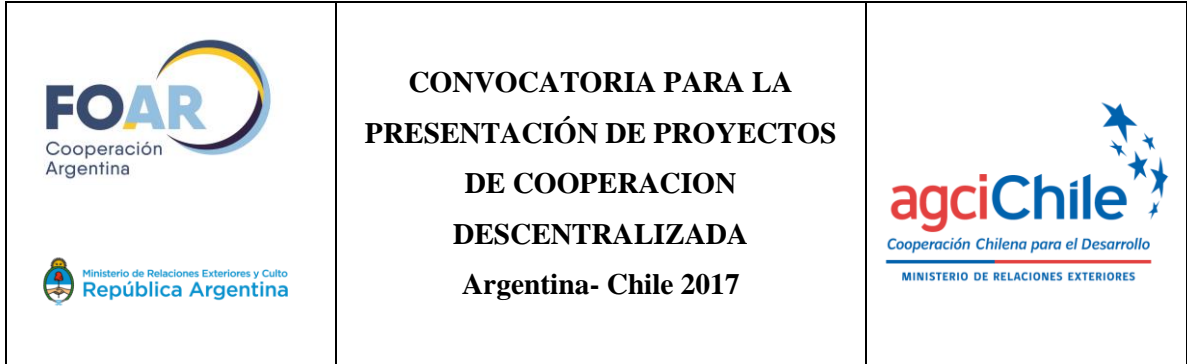 FOAR
Cooperación
Argentina
Ministerio de Relaciones Exteriores y Culto
República Argentina
CONVOCATORIA PARA LA
PRESENTACIÓN DE PROYECTOS
DE COOPERACION
DESCENTRALIZADA
Argentina- Chile 2017
agciChile
Cooperación Chilena para el Desarrollo
MINISTERIO DE RELACIONES EXTERIORES